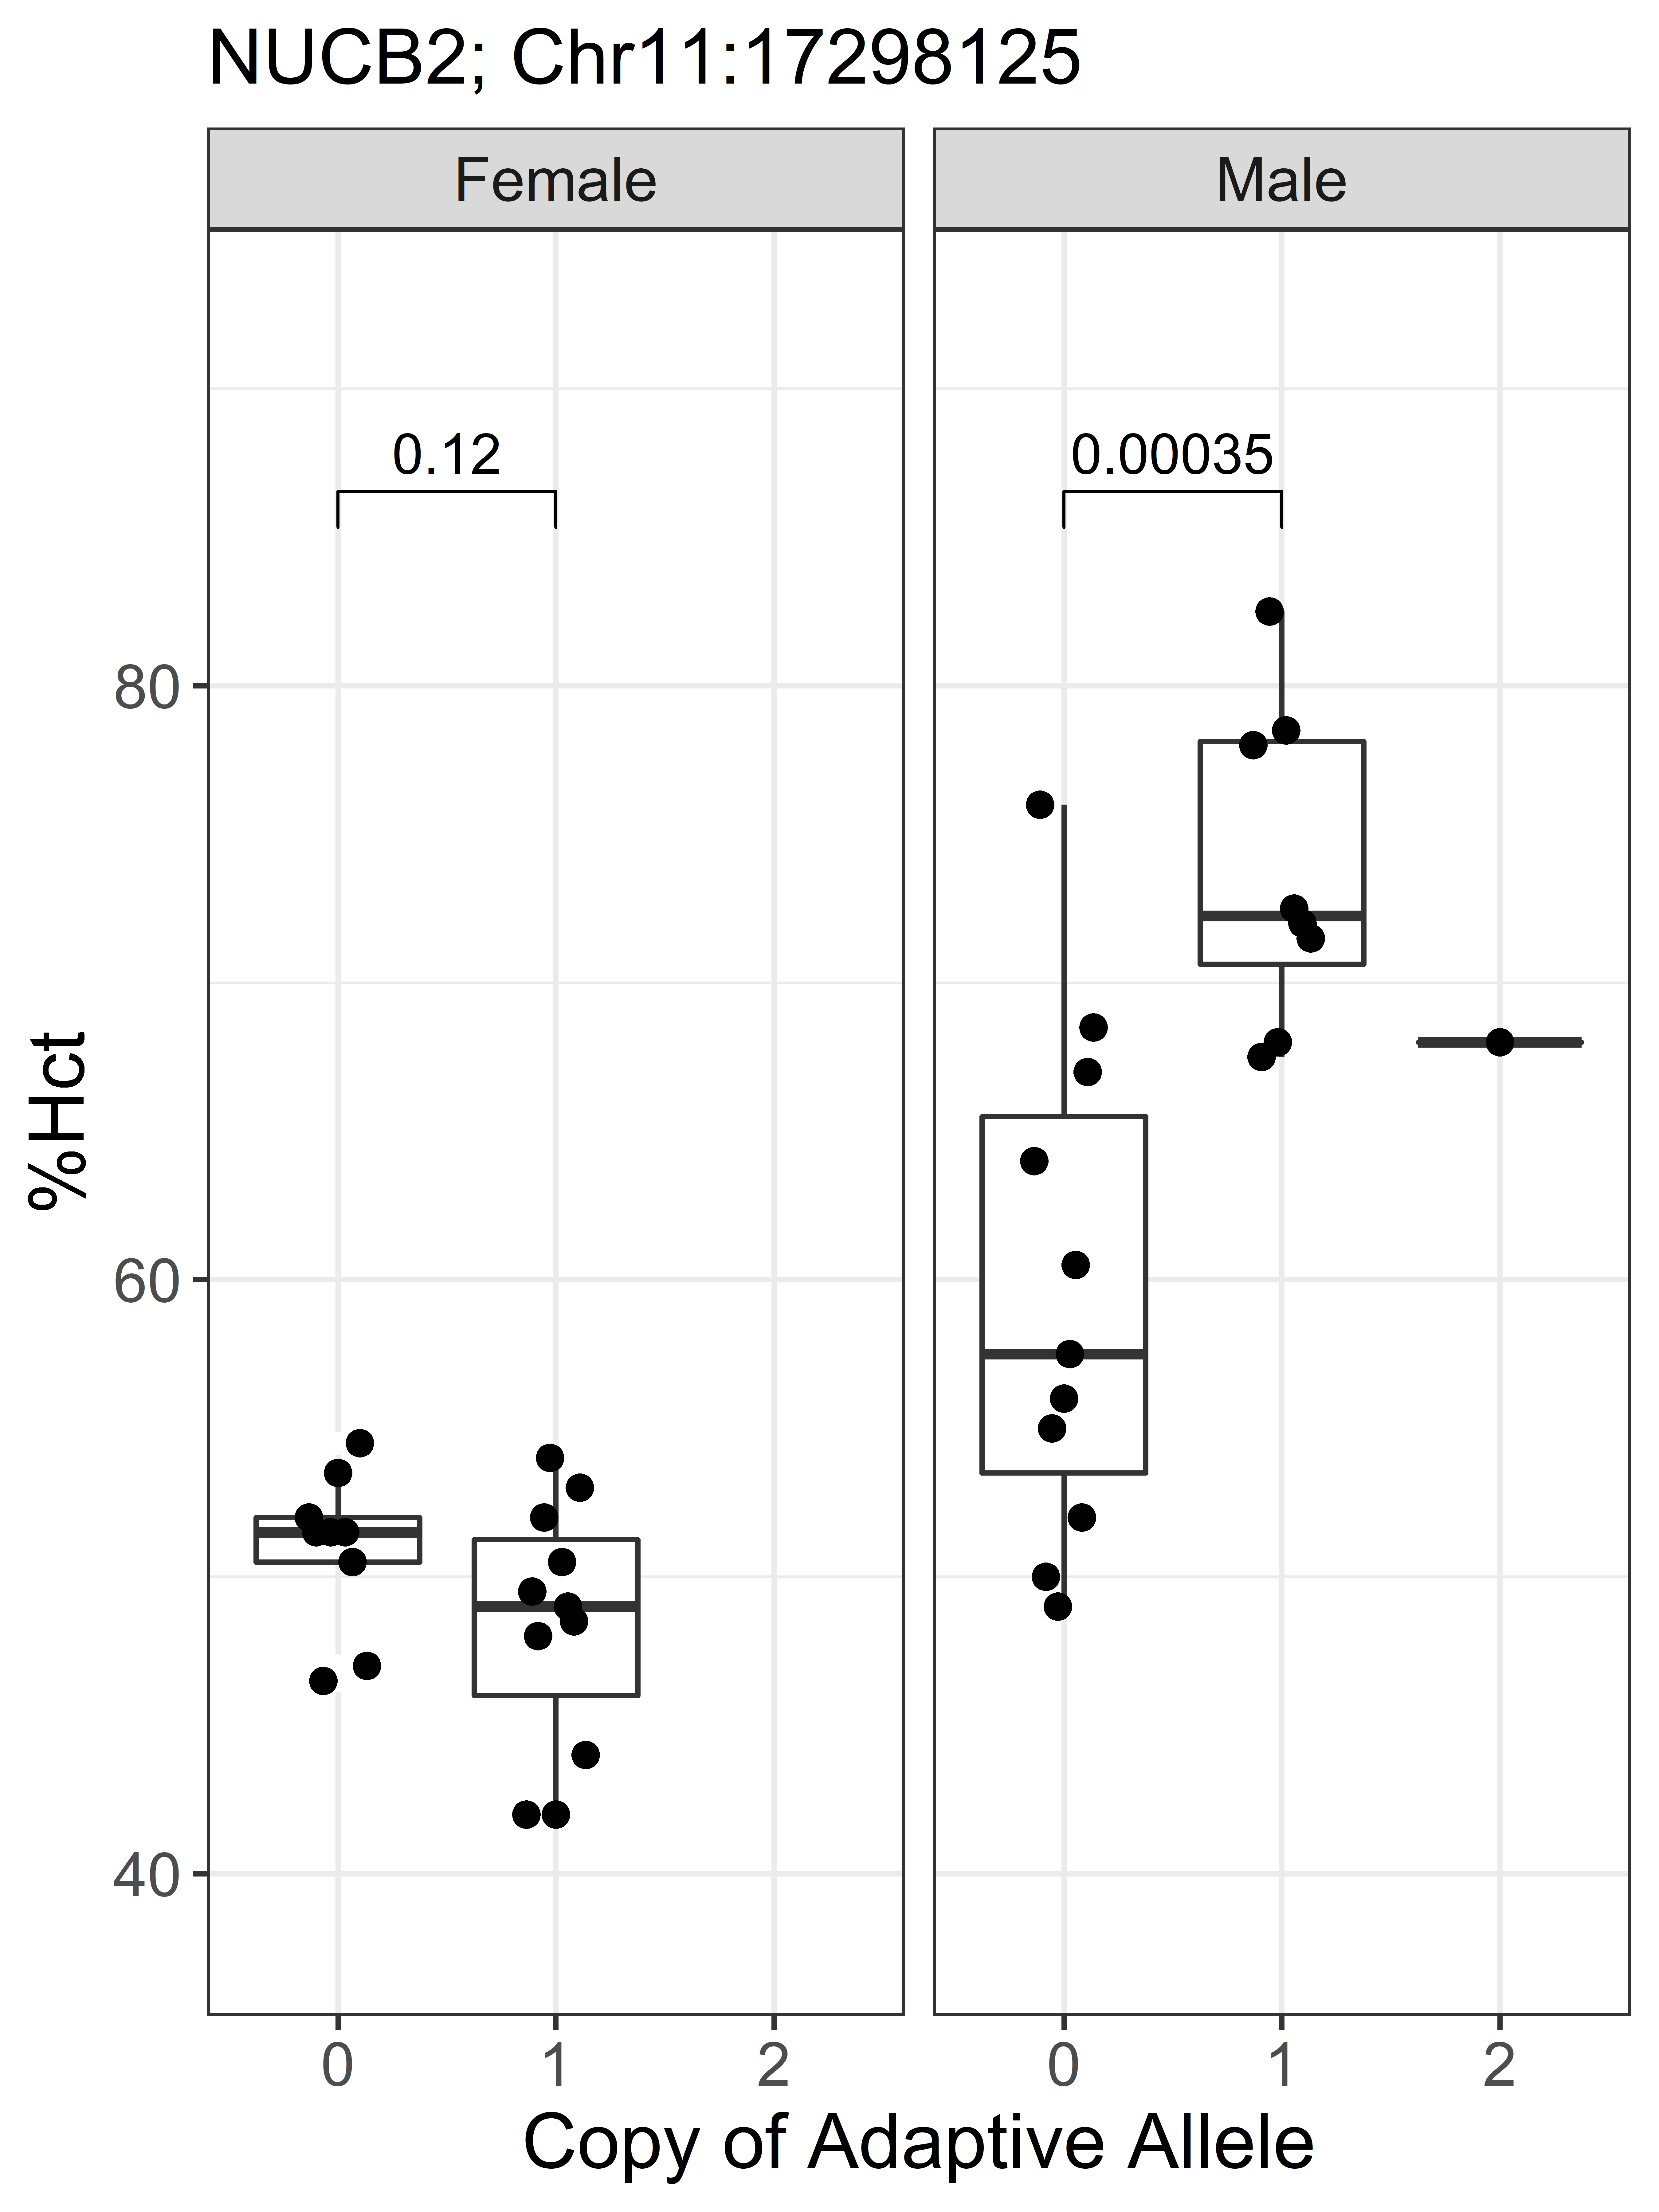 NUCB2; Chr11:17298125
Female Male
0.12 0.00035
80
60
40
%Hct
0 1 2 0 1 2
Copy of Adaptive Allele